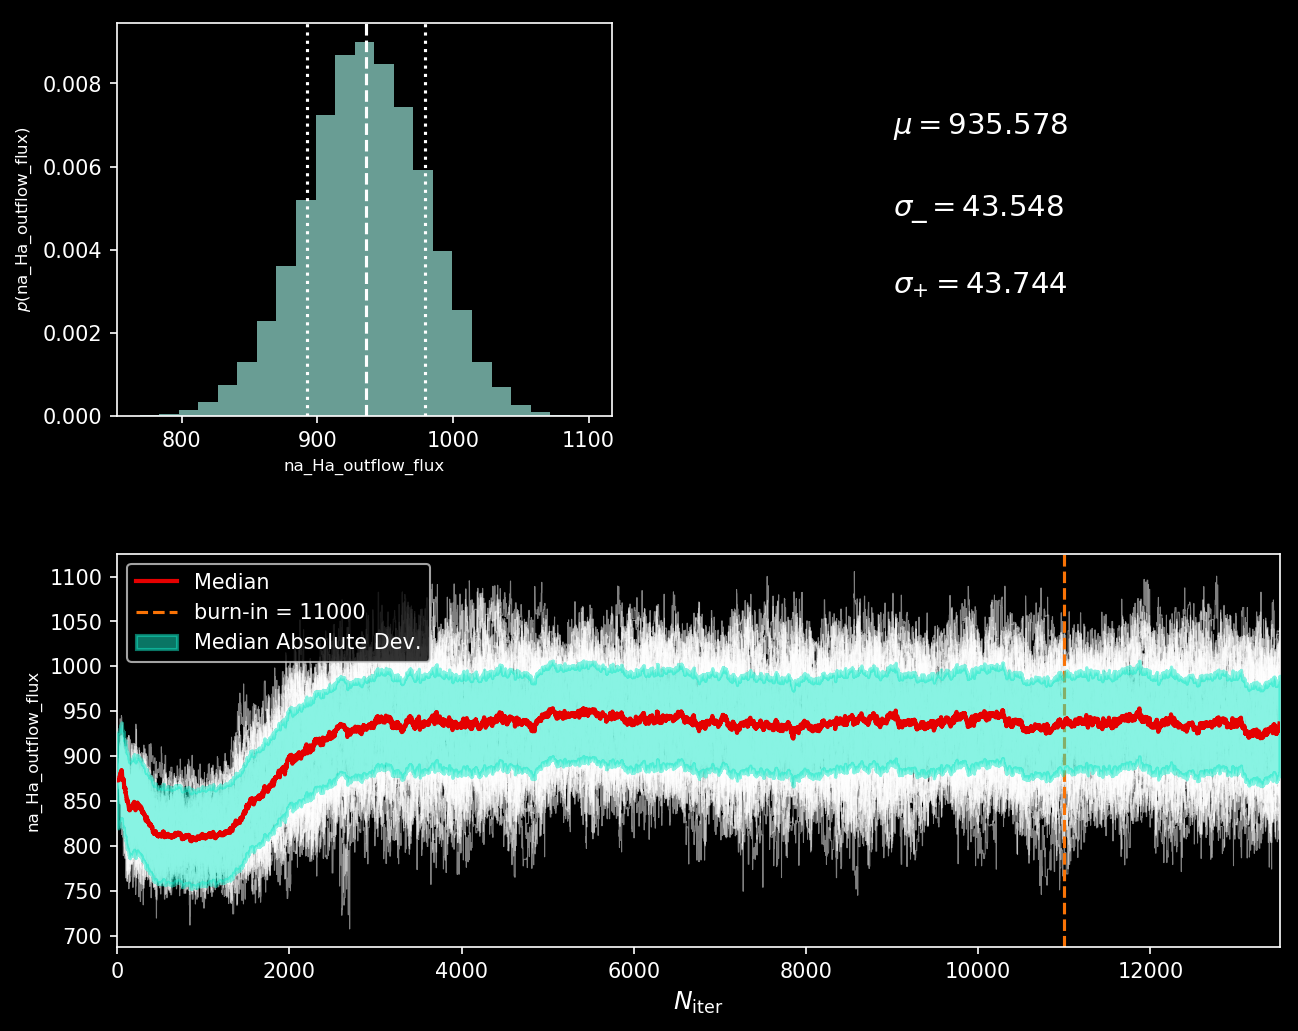 0.008
0.006
0.004
0.002
0.000
p(na_Ha_outflow_flux)
800 900 1000 1100
na_Ha_outflow_flux
μ = 935.578
σ₋ = 43.548
σ₊ = 43.744
1100
1050
1000
950
900
850
800
750
700
na_Ha_outflow_flux
Median
burn-in = 11000
Median Absolute Dev.
0 2000 4000 6000 8000 10000 12000
N_iter